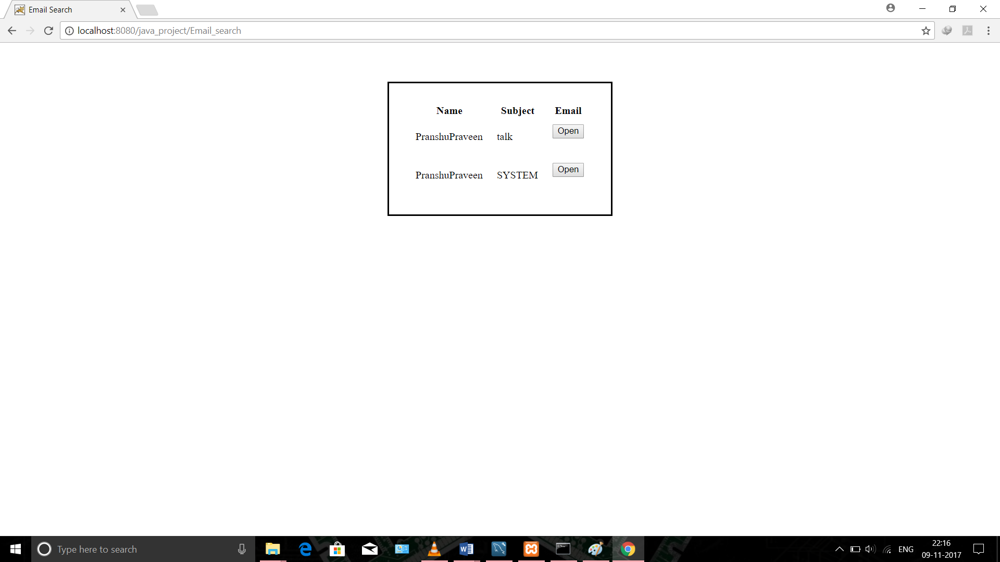 Email Search
localhost:8080/java_project/Email_search
Name Subject Email
PranshuPraveen talk Open
PranshuPraveen SYSTEM Open
Type here to search
ENG
22:16
09-11-2017